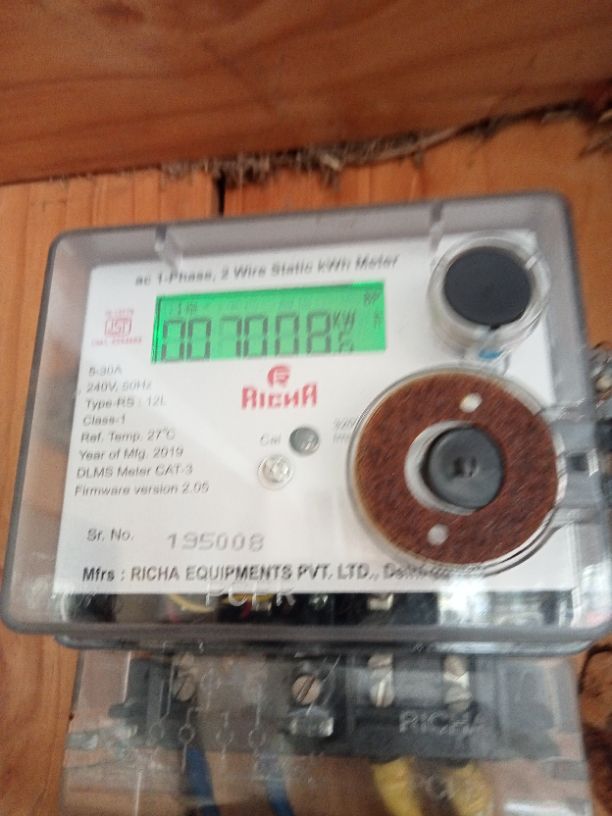 ac 1-Phase, 2 Wire Static kWh Meter
007008
ISI
RICHA
5-30A
240V, 50Hz
Type-RS : 12L
Class-1
Ref. Temp. 27°C
Year of Mfg. 2019
DLMS Meter CAT-3
Firmware version 2.05
Cal
Sr. No. 195008
Mfrs : RICHA EQUIPMENTS PVT. LTD.,
RICHA